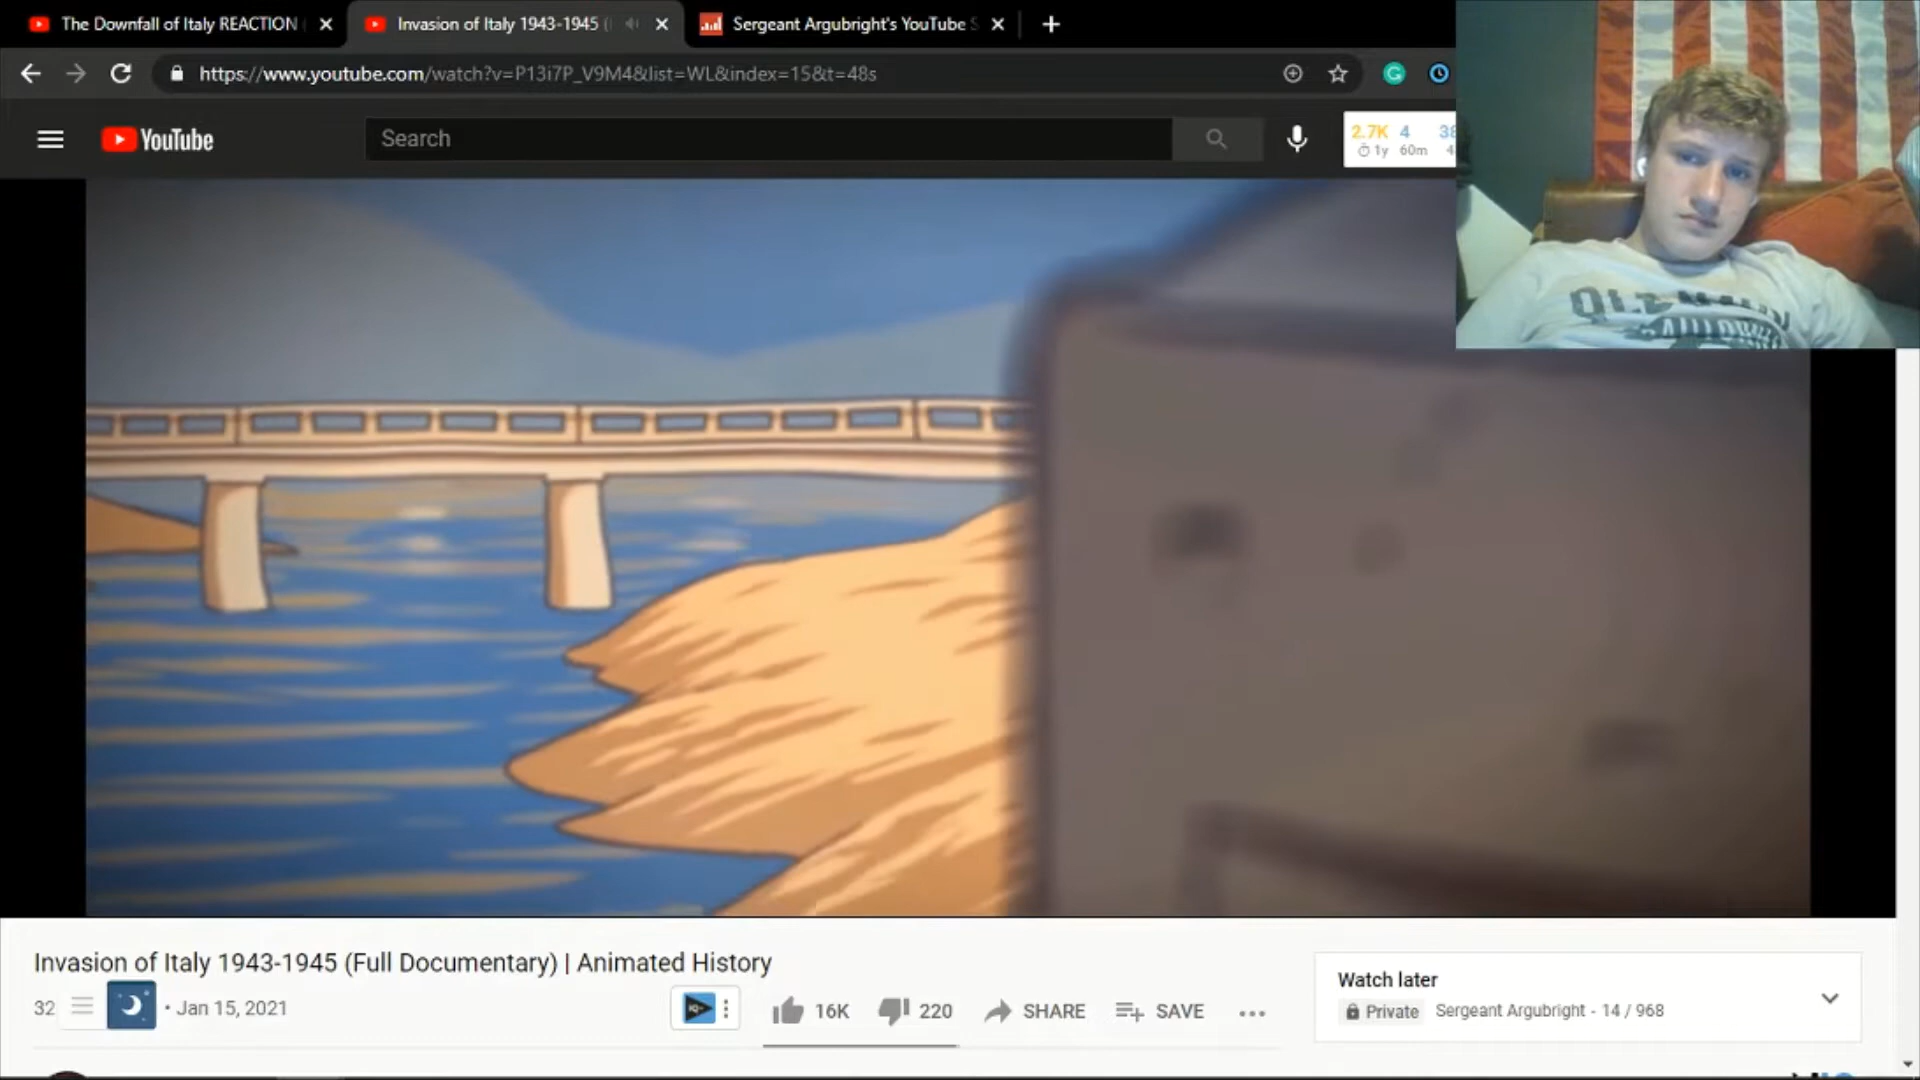 The Downfall of Italy REACTION
Invasion of Italy 1943-1945 (
Sergeant Argubright's YouTube S
https://www.youtube.com/watch?v=P13i7P_V9M4&list=WL&index=15&t=48s
YouTube
Search
2.7K 4 38
1y 60m 4
Invasion of Italy 1943-1945 (Full Documentary) | Animated History
32 • Jan 15, 2021
16K 220 SHARE SAVE
Watch later
Private Sergeant Argubright - 14 / 968